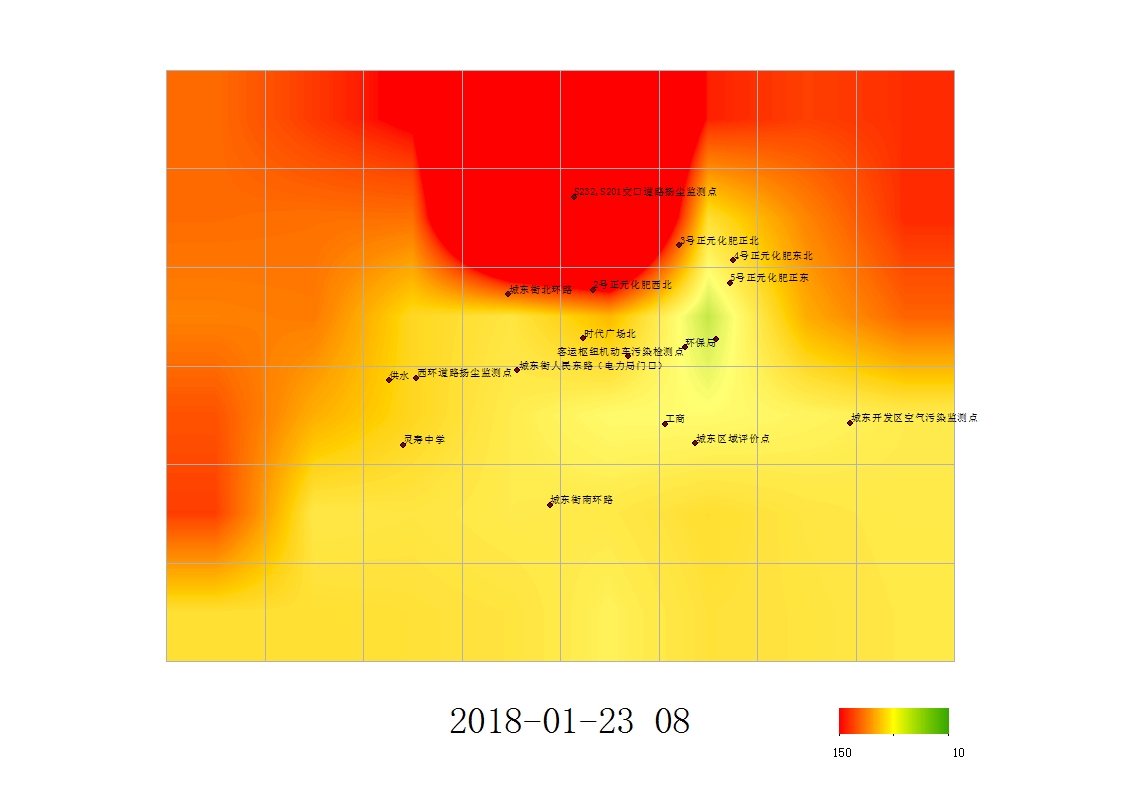 S232,S201交口道路扬尘监测点
3号正元化肥正北
4号正元化肥东北
5号正元化肥正东
2号正元化肥西北
城东街北环路
时代广场北
环保局
客运枢纽机动车污染检测点
城东街人民东路（电力局门口）
西环道路扬尘监测点
供水
工商
城东开发区空气污染监测点
城东区域评价点
灵寿中学
城东街南环路
2018-01-23 08
150
10